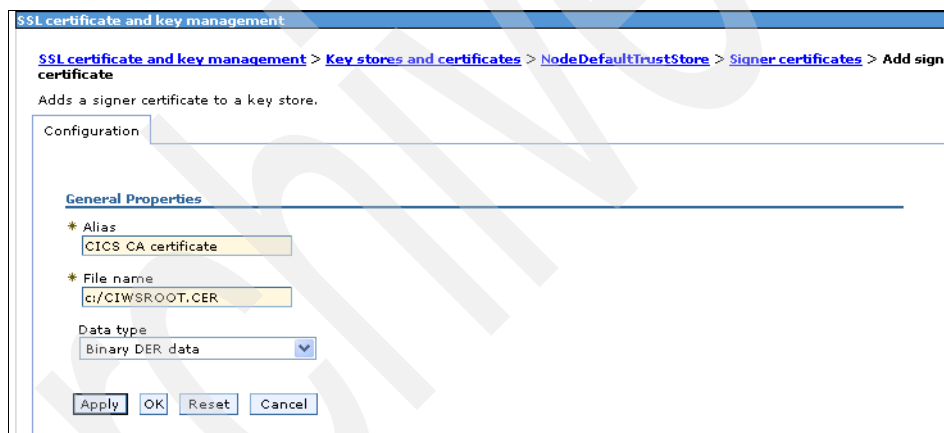 SSL certificate and key management
SSL certificate and key management > Key stores and certificates > NodeDefaultTrustStore > Signer certificates > Add sign
certificate
Adds a signer certificate to a key store.
Configuration
General Properties
* Alias
CICS CA certificate
* File name
c:/CIWSROOT.CER
Data type
Binary DER data
Apply OK Reset Cancel